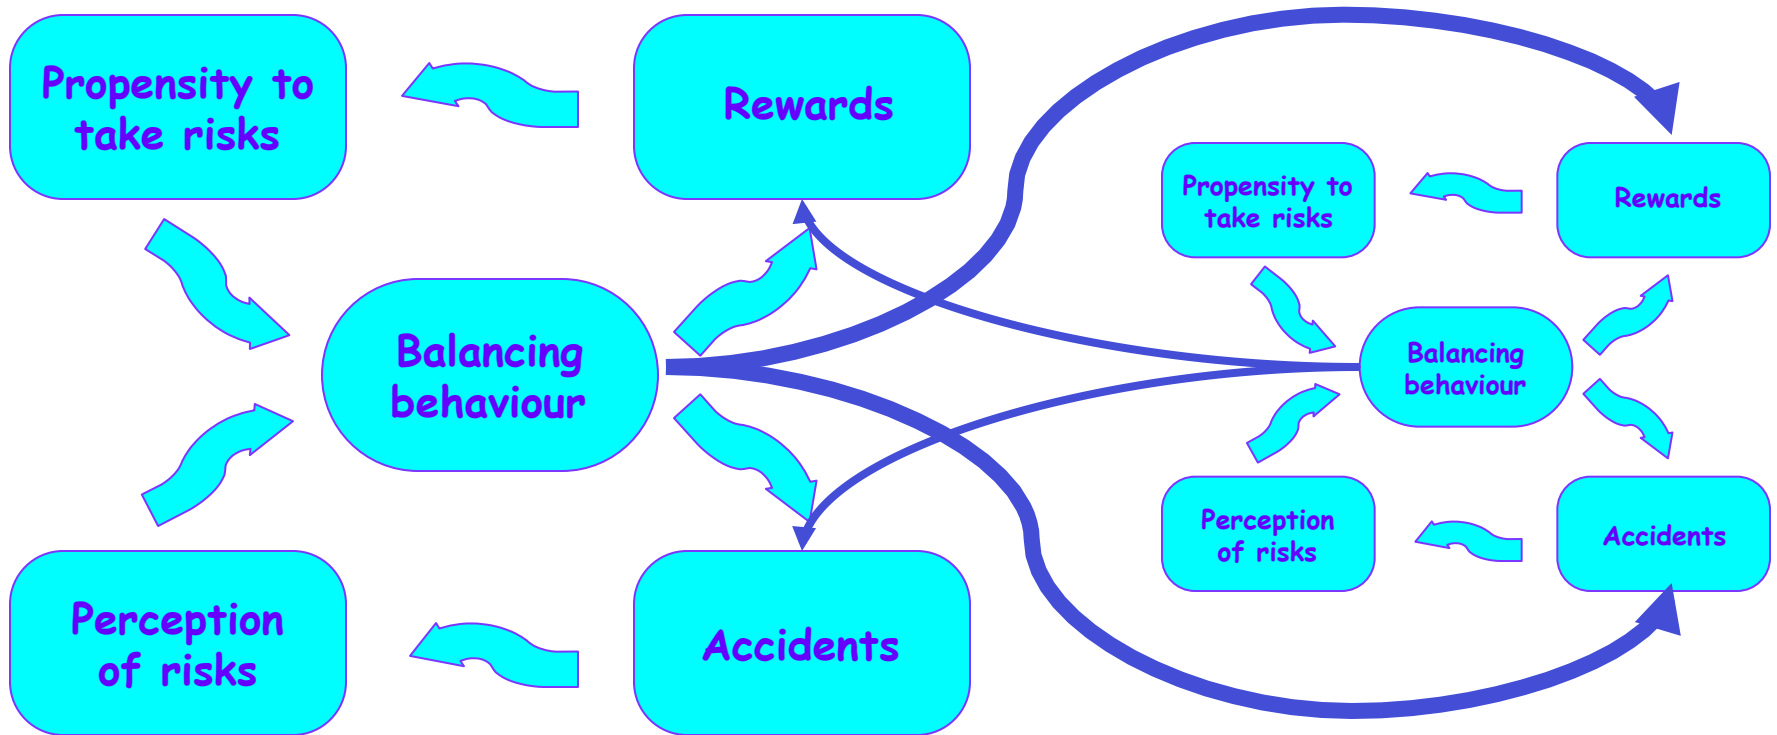 Propensity to
take risks
Rewards
Balancing
behaviour
Perception
of risks
Accidents
Propensity to
take risks
Rewards
Balancing
behaviour
Perception
of risks
Accidents